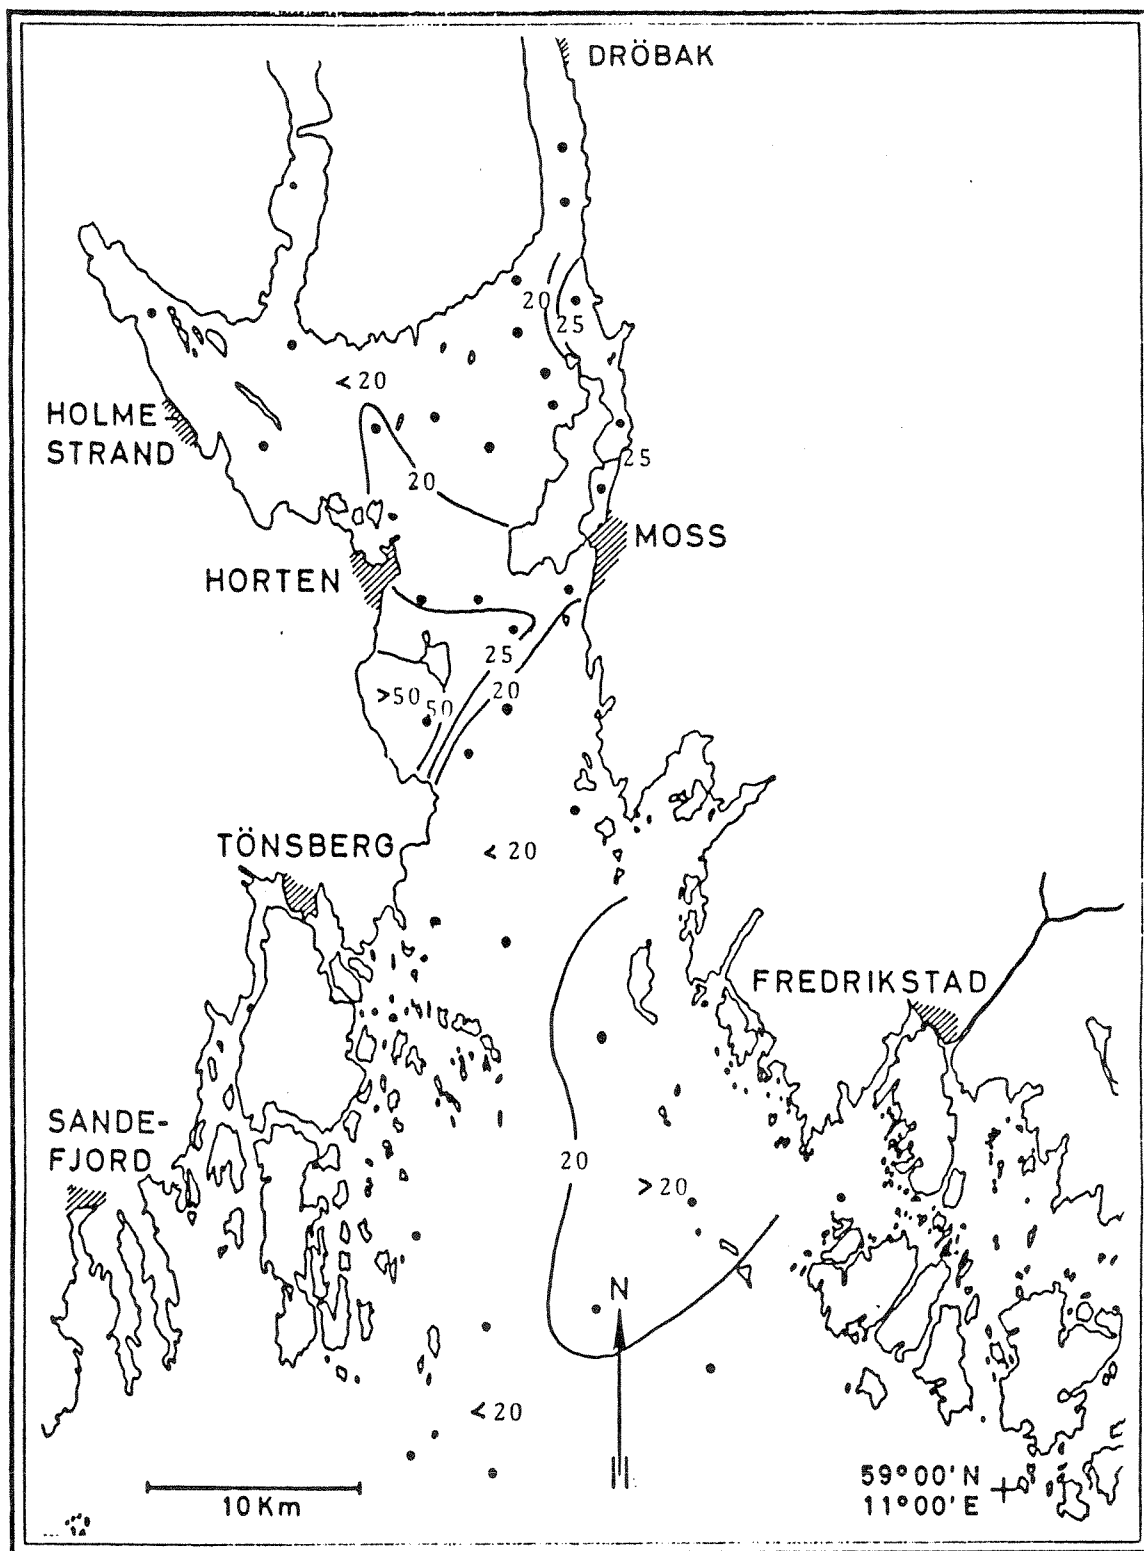 DRÖBAK
20
25
< 20
HOLME-
STRAND
20
25
MOSS
HORTEN
25
20
>50
50
TÖNSBERG
< 20
FREDRIKSTAD
SANDE-
FJORD
20
>20
N
<20
10 Km
59°00'N
11°00'E